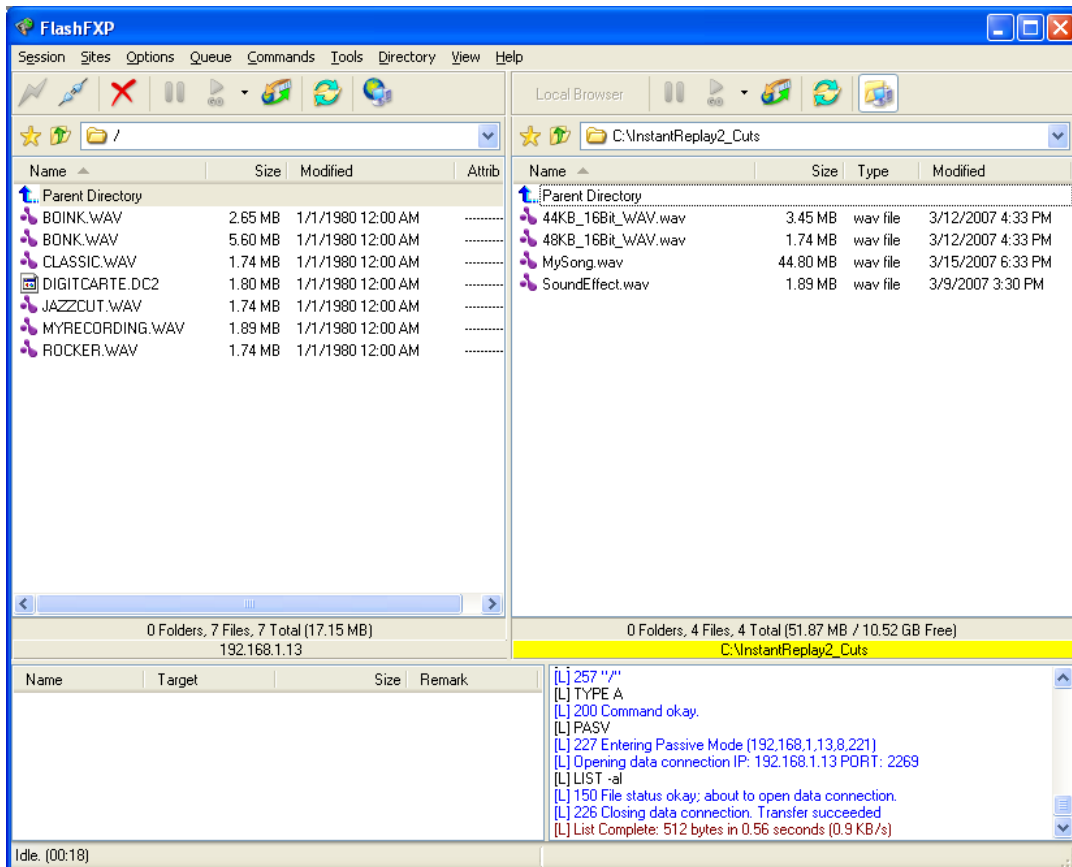 FlashFXP
Session Sites Options Queue Commands Tools Directory View Help
Local Browser
/
C:\InstantReplay2_Cuts
Name Size Modified Attrib
Parent Directory
BOINK.WAV 2.65 MB 1/1/1980 12:00 AM ----------
BONK.WAV 5.60 MB 1/1/1980 12:00 AM ----------
CLASSIC.WAV 1.74 MB 1/1/1980 12:00 AM ----------
DIGITCARTE.DC2 1.80 MB 1/1/1980 12:00 AM ----------
JAZZCUT.WAV 1.74 MB 1/1/1980 12:00 AM ----------
MYRECORDING.WAV 1.89 MB 1/1/1980 12:00 AM ----------
ROCKER.WAV 1.74 MB 1/1/1980 12:00 AM ----------
0 Folders, 7 Files, 7 Total (17.15 MB)
192.168.1.13
Name Size Type Modified
Parent Directory
44KB_16Bit_WAV.wav 3.45 MB wav file 3/12/2007 4:33 PM
48KB_16Bit_WAV.wav 1.74 MB wav file 3/12/2007 4:33 PM
MySong.wav 44.80 MB wav file 3/15/2007 6:33 PM
SoundEffect.wav 1.89 MB wav file 3/9/2007 3:30 PM
0 Folders, 4 Files, 4 Total (51.87 MB / 10.52 GB Free)
C:\InstantReplay2_Cuts
Name Target Size Remark
[L] 257 "/"
[L] TYPE A
[L] 200 Command okay.
[L] PASV
[L] 227 Entering Passive Mode (192,168,1,13,8,221)
[L] Opening data connection IP: 192.168.1.13 PORT: 2269
[L] LIST -al
[L] 150 File status okay; about to open data connection.
[L] 226 Closing data connection. Transfer succeeded
[L] List Complete: 512 bytes in 0.56 seconds (0.9 KB/s)
Idle. (00:18)